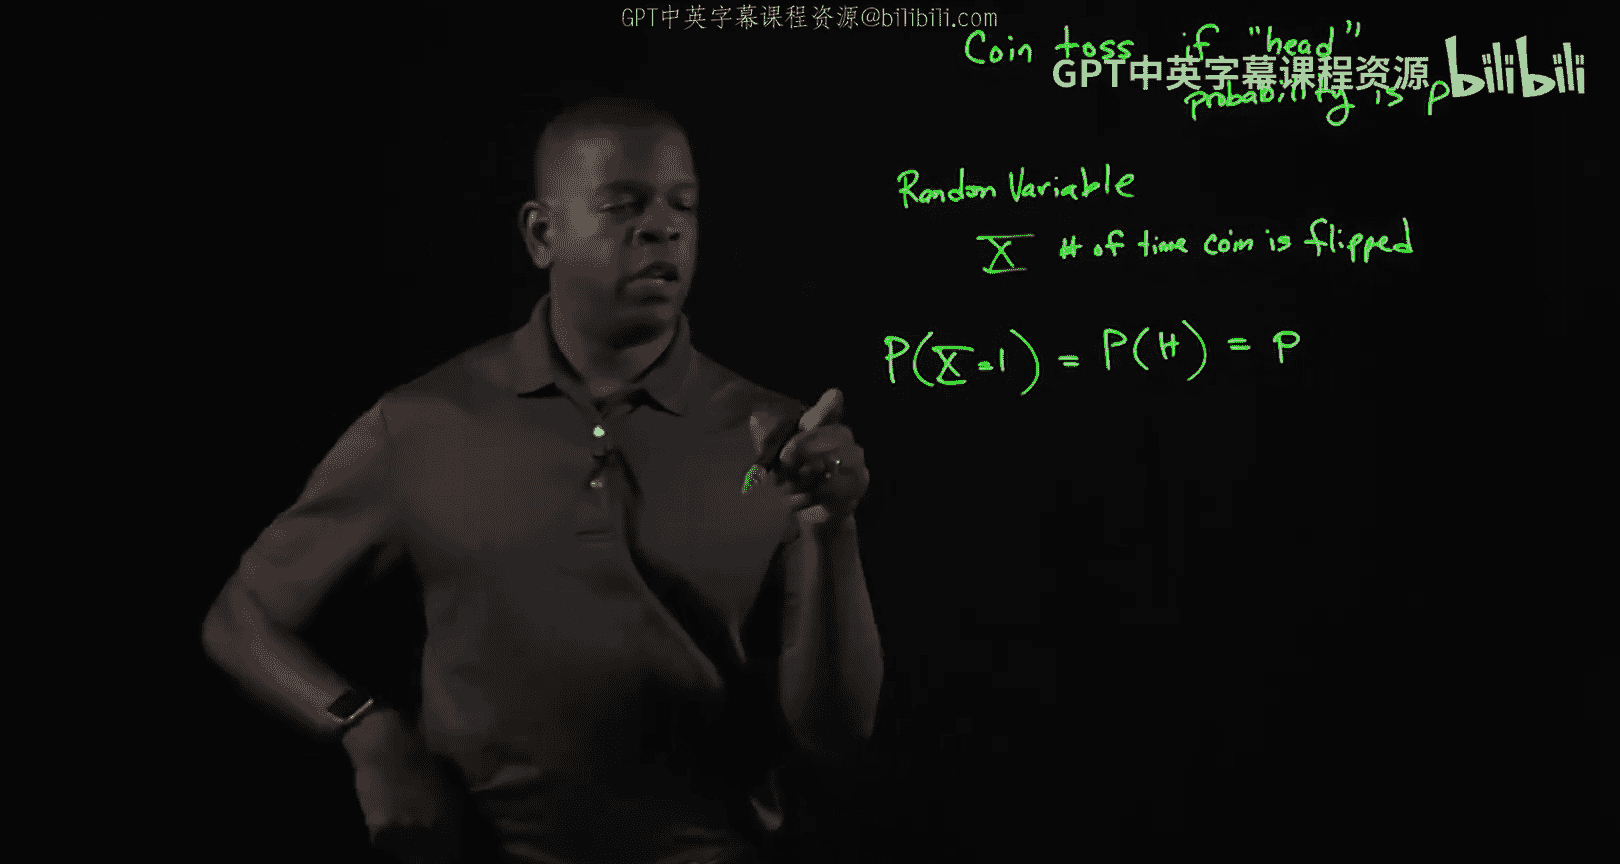 GPT中英字幕课程资源@bilibili.com
Coin toss if "head"
GPT中英字幕课程资源 bilibili
probability is p
Random Variable
X # of time coin is flipped
P(X=1) = P(H) = P